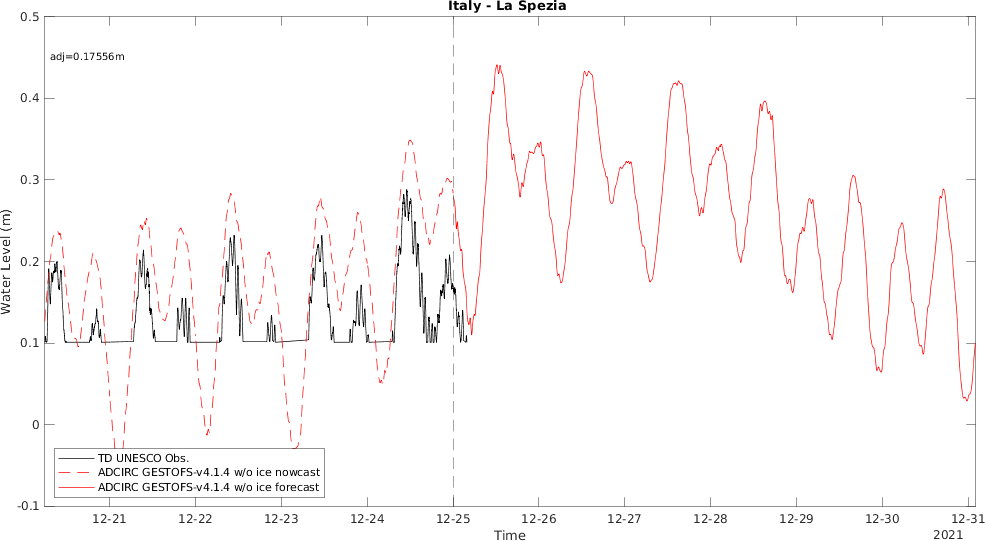 Italy - La Spezia
0.5
adj=0.17556m
0.4
0.3
0.2
0.1
0
-0.1
Water Level (m)
TD UNESCO Obs.
ADCIRC GESTOFS-v4.1.4 w/o ice nowcast
ADCIRC GESTOFS-v4.1.4 w/o ice forecast
12-21 12-22 12-23 12-24 12-25 12-26 12-27 12-28 12-29 12-30 12-31
Time
2021